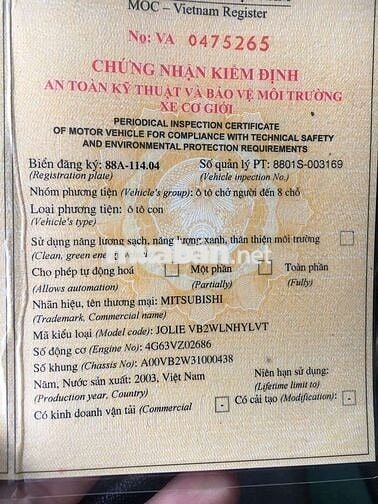 MOC – Vietnam Register
No: VA 0475265
CHỨNG NHẬN KIỂM ĐỊNH
AN TOÀN KỸ THUẬT VÀ BẢO VỆ MÔI TRƯỜNG
XE CƠ GIỚI
PERIODICAL INSPECTION CERTIFICATE
OF MOTOR VEHICLE FOR COMPLIANCE WITH TECHNICAL SAFETY
AND ENVIRONMENTAL PROTECTION REQUIREMENTS
Biển đăng ký: 88A-114.04 Số quản lý PT: 8801S-003169
(Registration plate) (Vehicle inspection No.)
Nhóm phương tiện (Vehicle's group): ô tô chở người đến 8 chỗ
Loại phương tiện: ô tô con
(Vehicle's type)
Sử dụng năng lượng sạch, năng lượng xanh, thân thiện môi trường
(Clean, green
Cho phép tự động hoá Một phần Toàn phần
(Allows automation) (Partially) (Fully)
Nhãn hiệu, tên thương mại: MITSUBISHI
(Trademark, Commercial name)
Mã kiểu loại (Model code): JOLIE VB2WLNHYLVT
Số động cơ (Engine No): 4G63VZ02686
Số khung (Chassis No): A00VB2W31000438
Năm, Nước sản xuất: 2003, Việt Nam Niên hạn sử dụng:
(Production year, Country) (Lifetime limit to)
Có kinh doanh vận tải (Commercial - Có cải tạo (Modification): -